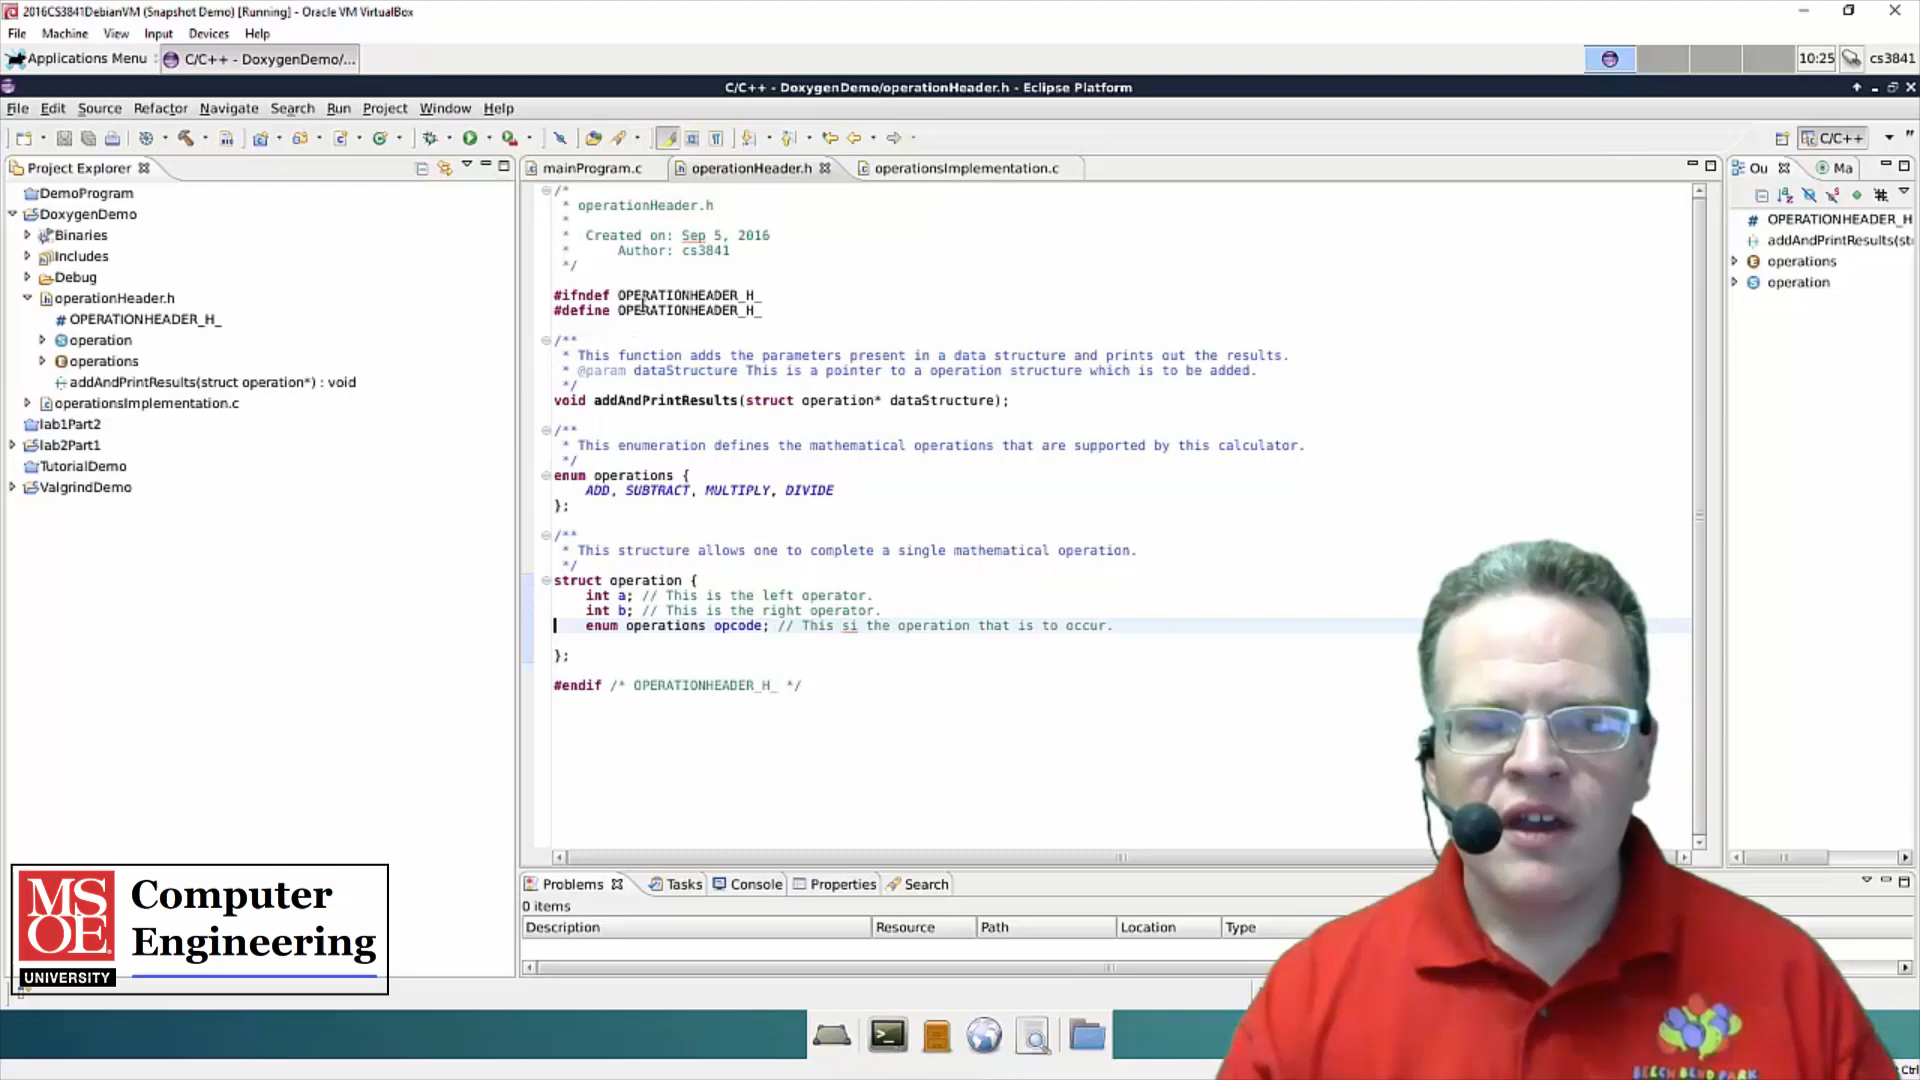 2016CS3841DebianVM (Snapshot Demo) [Running] - Oracle VM VirtualBox
File Machine View Input Devices Help
Applications Menu C/C++ - DoxygenDemo/... 10:25 cs3841
C/C++ - DoxygenDemo/operationHeader.h - Eclipse Platform
File Edit Source Refactor Navigate Search Run Project Window Help
C/C++
Project Explorer
DemoProgram
DoxygenDemo
Binaries
Includes
Debug
operationHeader.h
# OPERATIONHEADER_H_
operation
operations
addAndPrintResults(struct operation*) : void
operationsImplementation.c
lab1Part2
lab2Part1
TutorialDemo
ValgrindDemo
mainProgram.c operationHeader.h operationsImplementation.c
/*
* operationHeader.h
*
* Created on: Sep 5, 2016
* Author: cs3841
*/
#ifndef OPERATIONHEADER_H_
#define OPERATIONHEADER_H_
/**
* This function adds the parameters present in a data structure and prints out the results.
* @param dataStructure This is a pointer to a operation structure which is to be added.
*/
void addAndPrintResults(struct operation* dataStructure);
/**
* This enumeration defines the mathematical operations that are supported by this calculator.
*/
enum operations {
ADD, SUBTRACT, MULTIPLY, DIVIDE
};
/**
* This structure allows one to complete a single mathematical operation.
*/
struct operation {
int a; // This is the left operator.
int b; // This is the right operator.
enum operations opcode; // This si the operation that is to occur.
};
#endif /* OPERATIONHEADER_H_ */
Ou Ma
# OPERATIONHEADER_H
addAndPrintResults(st
operations
operation
Problems Tasks Console Properties Search
0 items
Description Resource Path Location Type
MSOE
UNIVERSITY
Computer
Engineering
BEECH BEND PARK
Ctrl